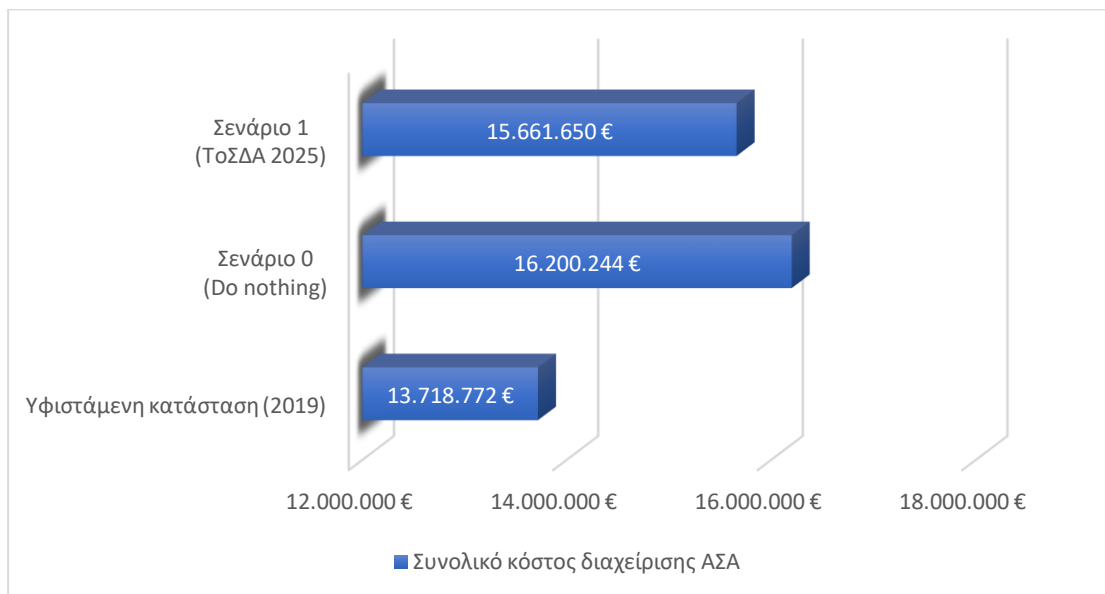 Σενάριο 1
(ΤοΣΔΑ 2025)
15.661.650 €
Σενάριο 0
(Do nothing)
16.200.244 €
Υφιστάμενη κατάσταση (2019)
13.718.772 €
12.000.000 € 14.000.000 € 16.000.000 € 18.000.000 €
Συνολικό κόστος διαχείρισης ΑΣΑ